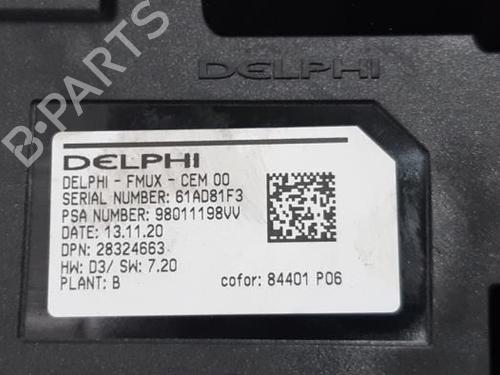 DELPHI
B-PARTS
DELPHI
DELPHI - FMUX - CEM 00
SERIAL NUMBER: 61AD81F3
PSA NUMBER: 98011198VV
DATE: 13.11.20
DPN: 28324663
HW: D3/ SW: 7.20
PLANT: B
cofor: 84401 P06